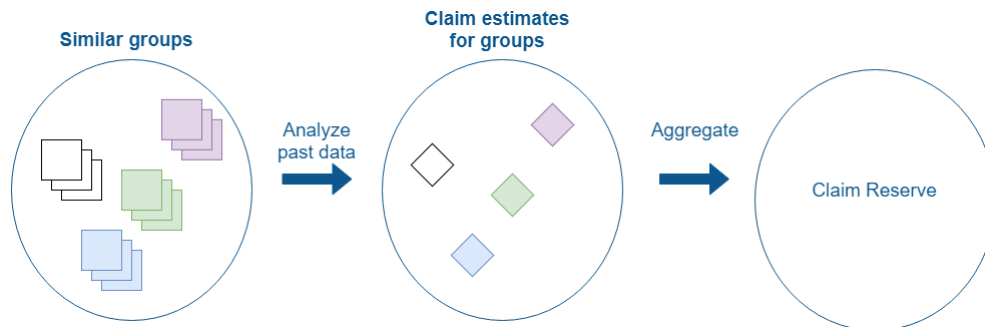 Similar groups
Analyze
past data
Claim estimates
for groups
Aggregate
Claim Reserve